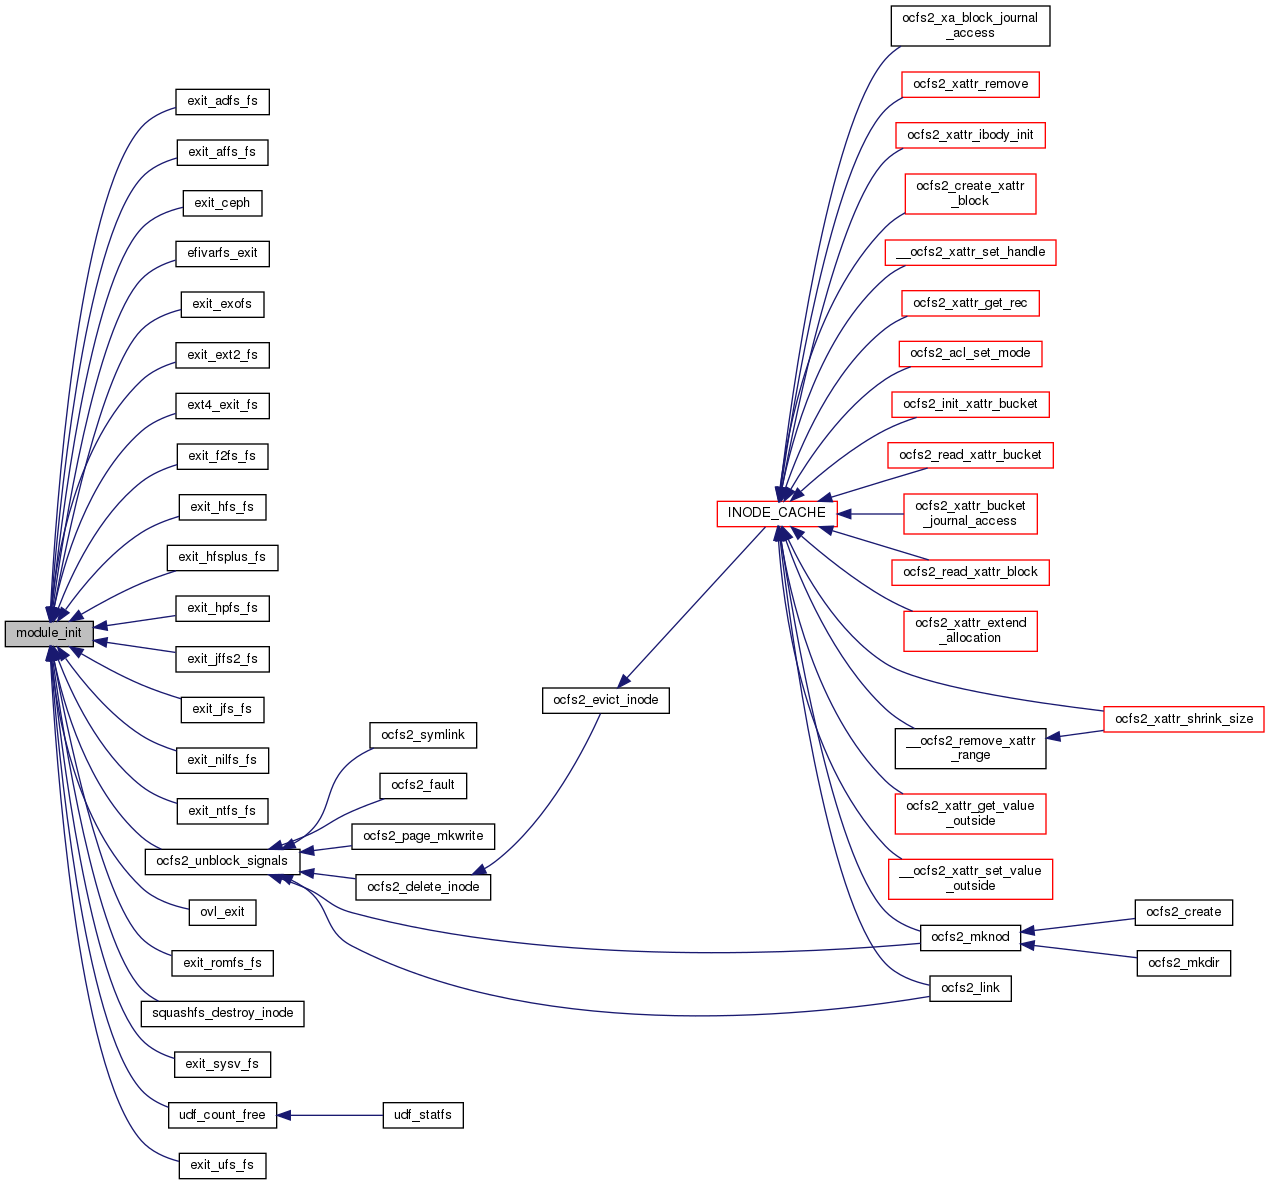 module_init
exit_adfs_fs
exit_affs_fs
exit_ceph
efivarfs_exit
exit_exofs
exit_ext2_fs
ext4_exit_fs
exit_f2fs_fs
exit_hfs_fs
exit_hfsplus_fs
exit_hpfs_fs
exit_jffs2_fs
exit_jfs_fs
exit_nilfs_fs
exit_ntfs_fs
ocfs2_unblock_signals
ovl_exit
exit_romfs_fs
squashfs_destroy_inode
exit_sysv_fs
udf_count_free
exit_ufs_fs
ocfs2_symlink
ocfs2_fault
ocfs2_page_mkwrite
ocfs2_delete_inode
udf_statfs
ocfs2_evict_inode
INODE_CACHE
ocfs2_xa_block_journal
_access
ocfs2_xattr_remove
ocfs2_xattr_ibody_init
ocfs2_create_xattr
_block
__ocfs2_xattr_set_handle
ocfs2_xattr_get_rec
ocfs2_acl_set_mode
ocfs2_init_xattr_bucket
ocfs2_read_xattr_bucket
ocfs2_xattr_bucket
_journal_access
ocfs2_read_xattr_block
ocfs2_xattr_extend
_allocation
__ocfs2_remove_xattr
_range
ocfs2_xattr_get_value
_outside
__ocfs2_xattr_set_value
_outside
ocfs2_mknod
ocfs2_link
ocfs2_xattr_shrink_size
ocfs2_create
ocfs2_mkdir